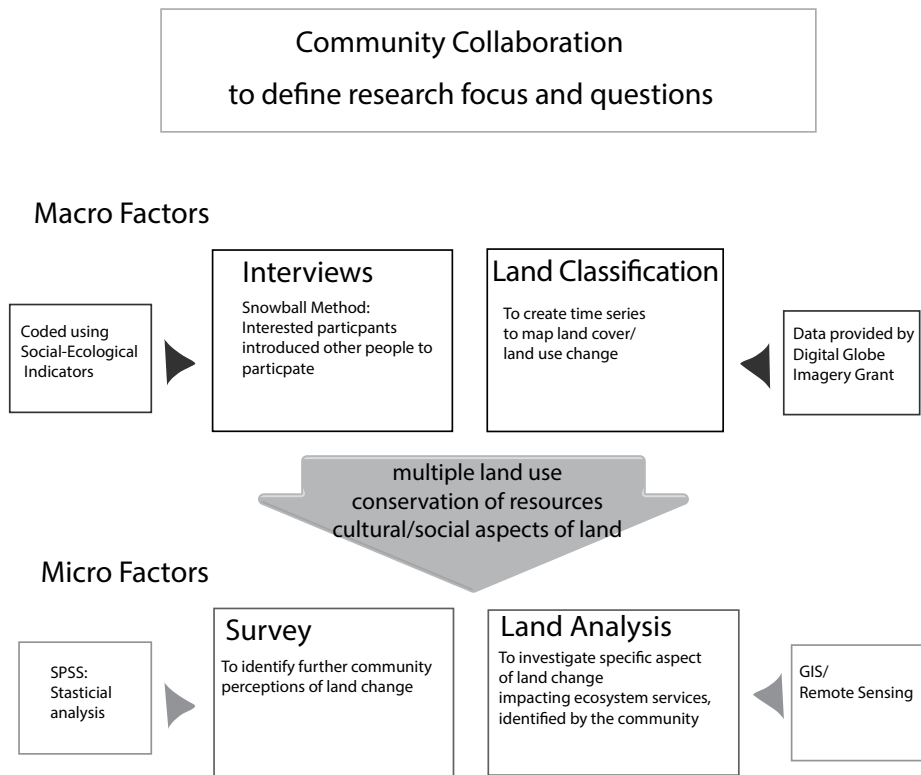 Community Collaboration
to define research focus and questions
Macro Factors
Coded using
Social-Ecological
Indicators
Interviews
Snowball Method:
Interested particpants
introduced other people to
particpate
Land Classification
To create time series
to map land cover/
land use change
Data provided by
Digital Globe
Imagery Grant
multiple land use
conservation of resources
cultural/social aspects of land
Micro Factors
SPSS:
Stasticial
analysis
Survey
To identify further community
perceptions of land change
Land Analysis
To investigate specific aspect
of land change
impacting ecosystem services,
identified by the community
GIS/
Remote Sensing